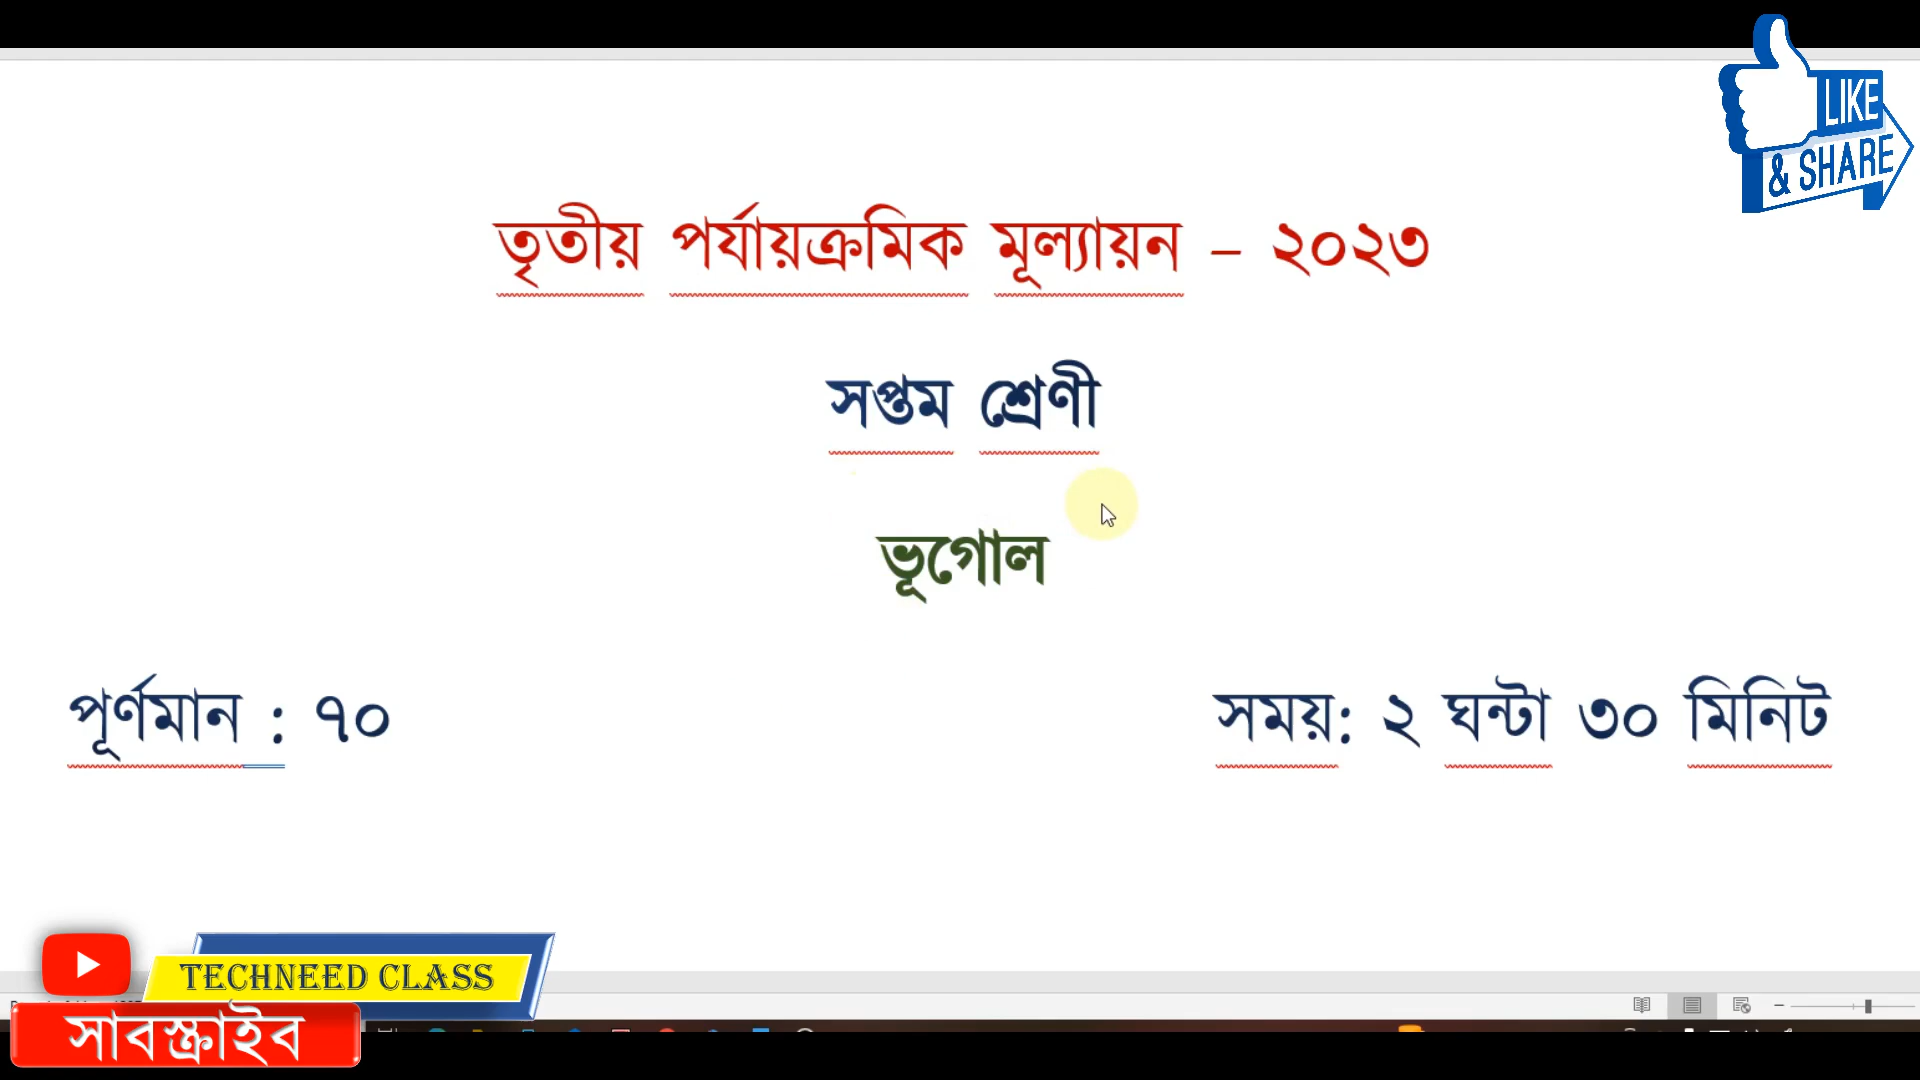 LIKE
& SHARE
তৃতীয় পর্যায়ক্রমিক মূল্যায়ন – ২০২৩
সপ্তম শ্রেণী
ভূগোল
পূর্ণমান : ৭০
সময়: ২ ঘন্টা ৩০ মিনিট
TECHNEED CLASS
সাবস্ক্রাইব